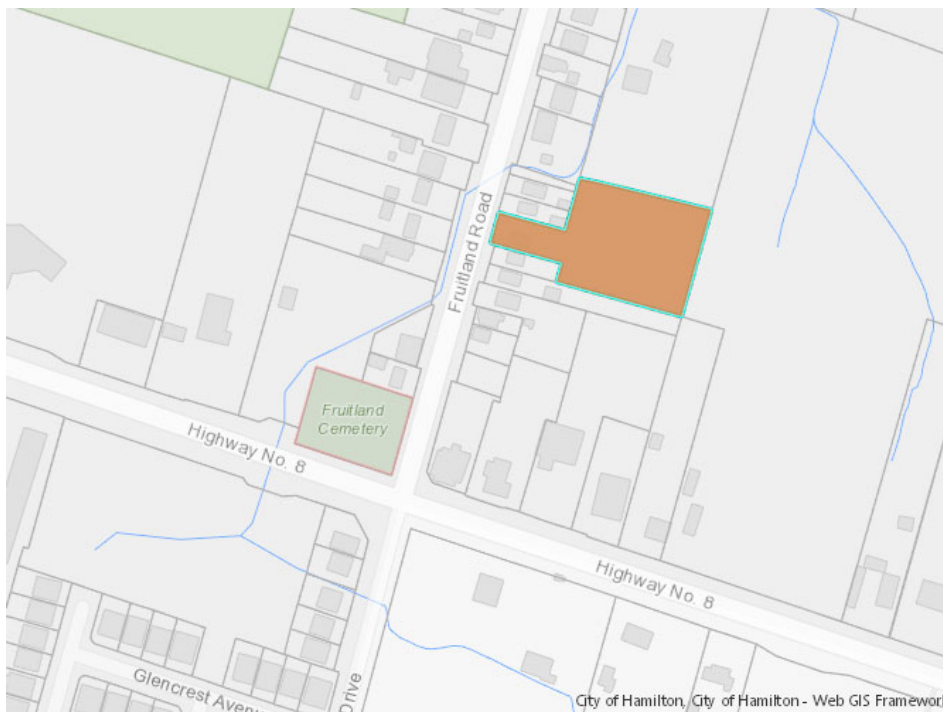 Fruitland Road
Fruitland
Cemetery
Highway No. 8
Highway No. 8
Glencrest
Drive
City of Hamilton, City of Hamilton - Web GIS Framewor